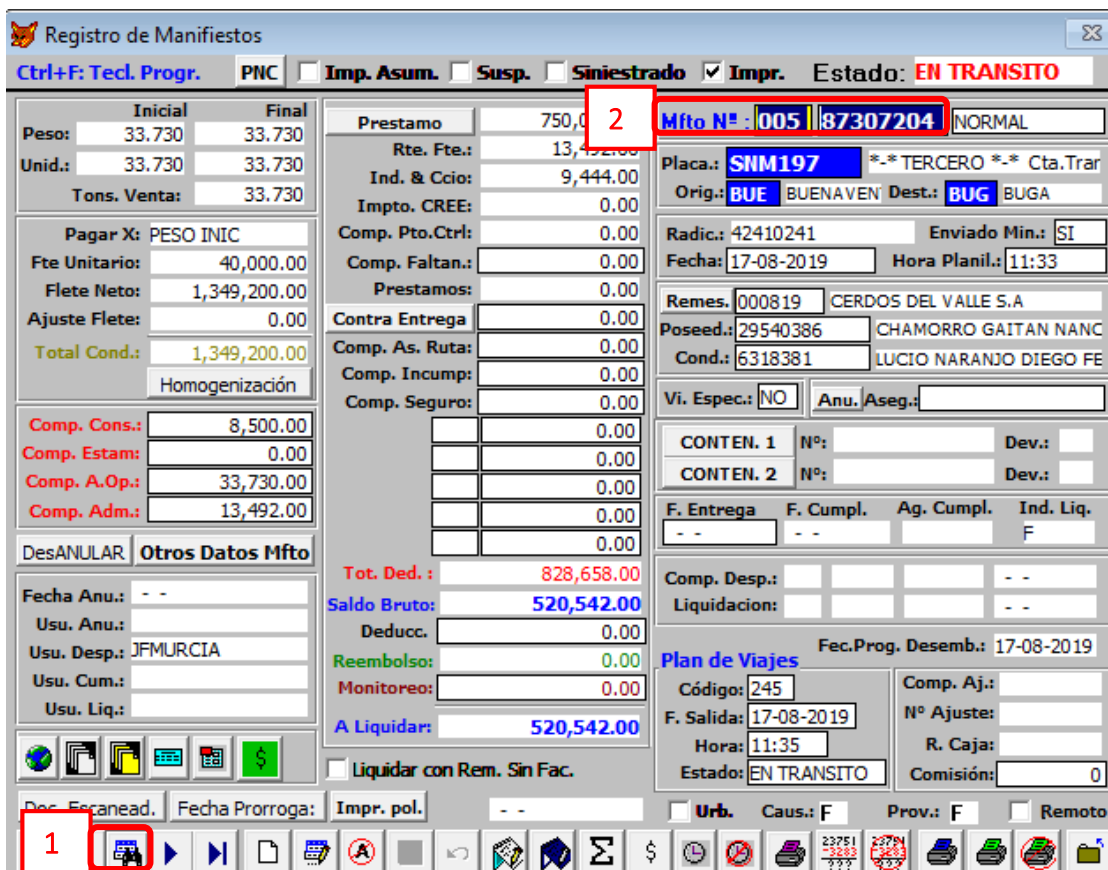 Registro de Manifiestos
Ctrl+F: Tecl. Progr. PNC Imp. Asum. Susp. Siniestrado Impr. Estado: EN TRANSITO
Inicial Final
Peso: 33.730 33.730
Unid.: 33.730 33.730
Tons. Venta: 33.730
Pagar X: PESO INIC
Fte Unitario: 40,000.00
Flete Neto: 1,349,200.00
Ajuste Flete: 0.00
Total Cond.: 1,349,200.00
Homogenización
Comp. Cons.: 8,500.00
Comp. Estam: 0.00
Comp. A.Op.: 33,730.00
Comp. Adm.: 13,492.00
DesANULAR Otros Datos Mfto
Fecha Anu.: - -
Usu. Anu.:
Usu. Desp.: JFMURCIA
Usu. Cum.:
Usu. Liq.:
Prestamo 750,0
Rte. Fte.: 13,492.00
Ind. & Ccio: 9,444.00
Impto. CREE: 0.00
Comp. Pto.Ctrl: 0.00
Comp. Faltan.: 0.00
Prestamos: 0.00
Contra Entrega 0.00
Comp. As. Ruta: 0.00
Comp. Incump: 0.00
Comp. Seguro: 0.00
0.00
0.00
0.00
0.00
0.00
Tot. Ded. : 828,658.00
Saldo Bruto: 520,542.00
Deducc. 0.00
Reembolso: 0.00
Monitoreo: 0.00
A Liquidar: 520,542.00
Liquidar con Rem. Sin Fac.
2
Mfto Nº : 005 87307204 NORMAL
Placa.: SNM197 *-* TERCERO *-* Cta.Trar
Orig.: BUE BUENAVEN Dest.: BUG BUGA
Radic.: 42410241 Enviado Min.: SI
Fecha: 17-08-2019 Hora Planil.: 11:33
Remes. 000819 CERDOS DEL VALLE S.A
Poseed.: 29540386 CHAMORRO GAITAN NANC
Cond.: 6318381 LUCIO NARANJO DIEGO FE
Vi. Espec.: NO Anu. Aseg.:
CONTEN. 1 Nº: Dev.:
CONTEN. 2 Nº: Dev.:
F. Entrega F. Cumpl. Ag. Cumpl. Ind. Liq.
- - - - F
Comp. Desp.: - -
Liquidacion: - -
Fec.Prog. Desemb.: 17-08-2019
Plan de Viajes
Código: 245
F. Salida: 17-08-2019
Hora: 11:35
Estado: EN TRANSITO
Comp. Aj.:
Nº Ajuste:
R. Caja:
Comisión: 0
Doc. Escanead. Fecha Prorroga: Impr. pol. - - Urb. Caus.: F Prov.: F Remoto
1